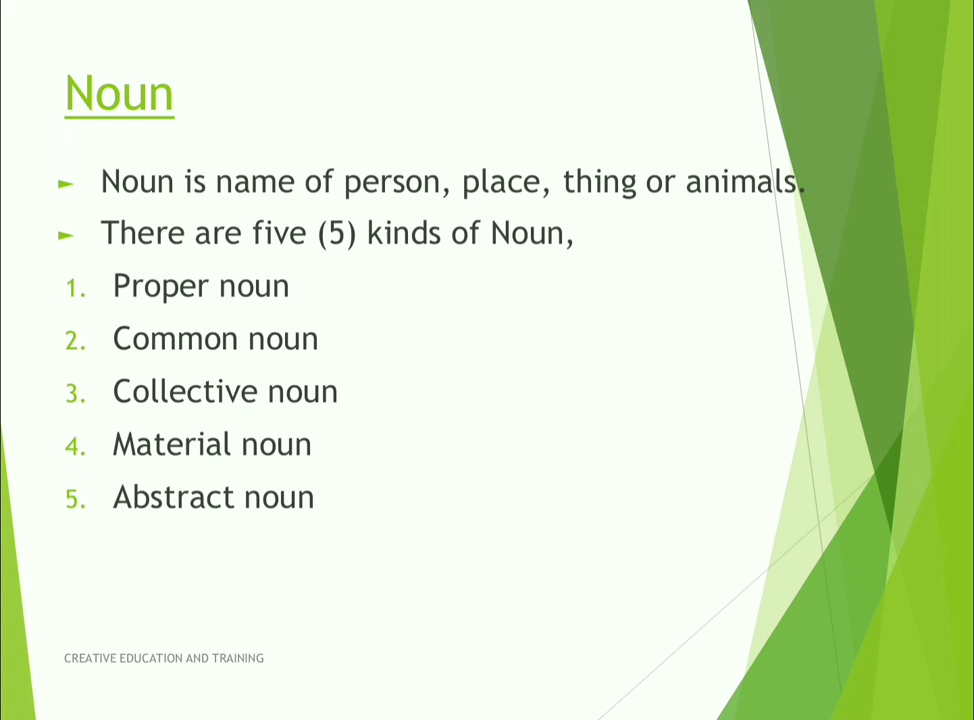 Noun
► Noun is name of person, place, thing or animals.
► There are five (5) kinds of Noun,
1. Proper noun
2. Common noun
3. Collective noun
4. Material noun
5. Abstract noun
CREATIVE EDUCATION AND TRAINING